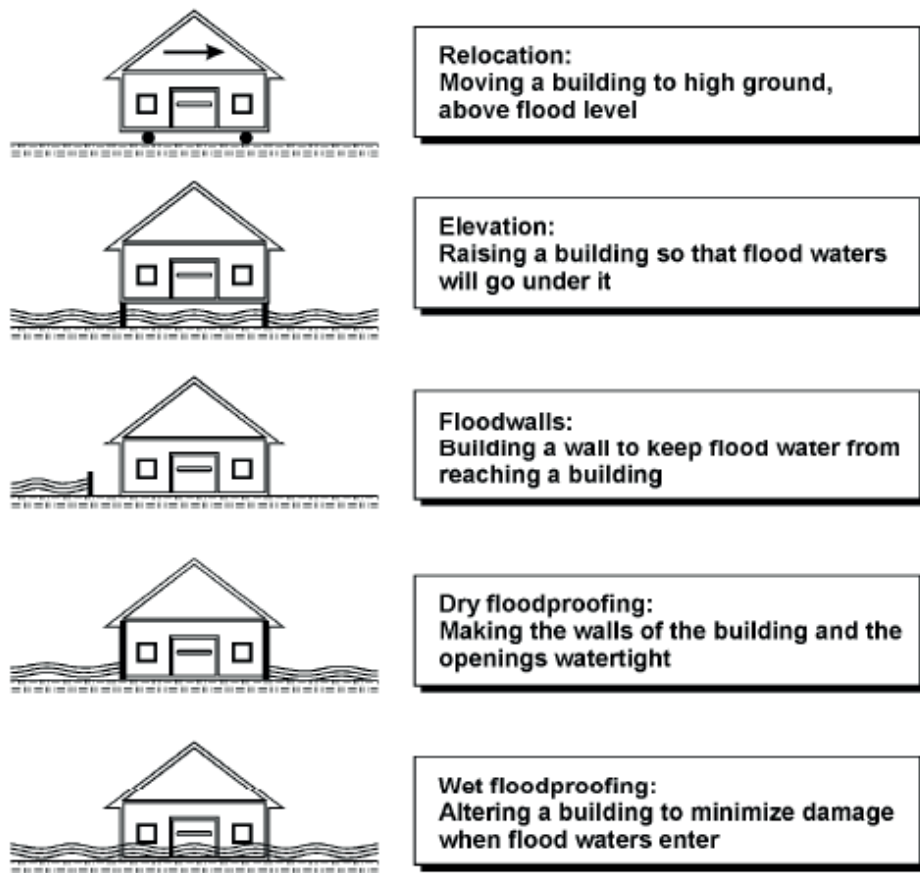 Relocation:
Moving a building to high ground,
above flood level
Elevation:
Raising a building so that flood waters
will go under it
Floodwalls:
Building a wall to keep flood water from
reaching a building
Dry floodproofing:
Making the walls of the building and the
openings watertight
Wet floodproofing:
Altering a building to minimize damage
when flood waters enter